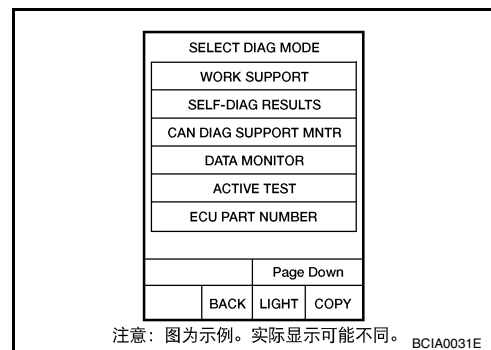 SELECT DIAG MODE
WORK SUPPORT
SELF-DIAG RESULTS
CAN DIAG SUPPORT MNTR
DATA MONITOR
ACTIVE TEST
ECU PART NUMBER
Page Down
BACK LIGHT COPY
注意：图为示例。实际显示可能不同。 BCIA0031E